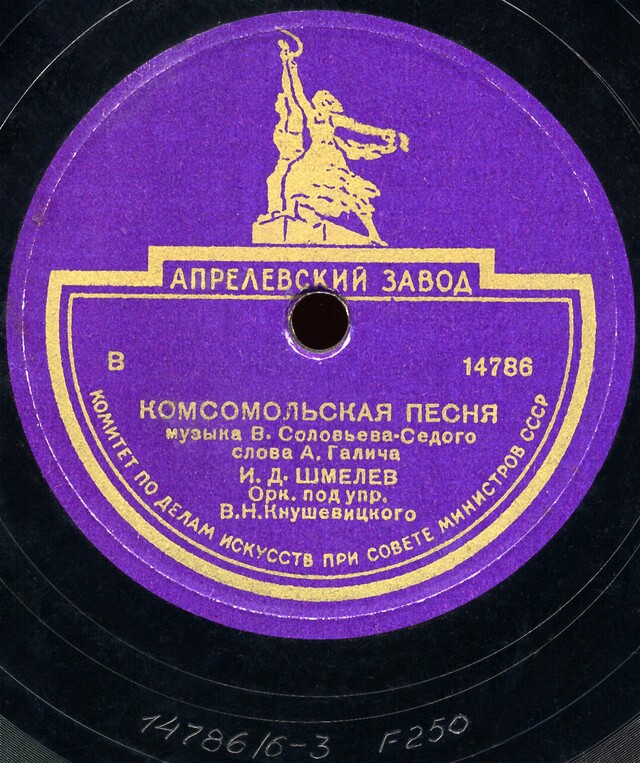 АПРЕЛЕВСКИЙ ЗАВОД
В 14786
КОМСОМОЛЬСКАЯ ПЕСНЯ
музыка В. Соловьева-Седого
слова А. Галича
И. Д. ШМЕЛЕВ
Орк. под упр.
В.Н.Кнушевицкого
КОМИТЕТ ПО ДЕЛАМ ИСКУССТВ ПРИ СОВЕТЕ МИНИСТРОВ СССР
14786/6-3 F250